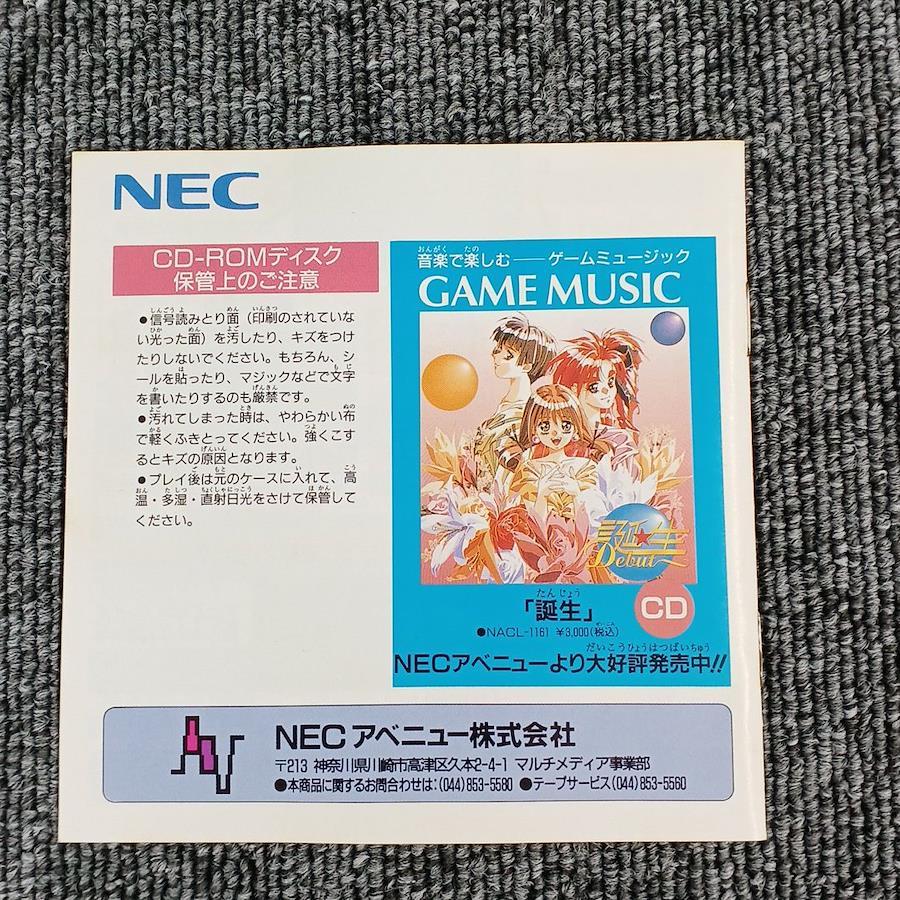 NEC
CD-ROMディスク
保管上のご注意
●信号読みとり面（印刷のされていな
い光った面）を汚したり、キズをつけ
たりしないでください。もちろん、シ
ールを貼ったり、マジックなどで文字
を書いたりするのも厳禁です。
●汚れてしまった時は、やわらかい布
で軽くふきとってください。強くこす
るとキズの原因となります。
●プレイ後は元のケースに入れて、高
温・多湿・直射日光をさけて保管して
ください。
音楽で楽しむ――ゲームミュージック
GAME MUSIC
誕★生
Debut
「誕生」
CD
●NACL-1161 ¥3,000(税込)
NECアベニューより大好評発売中!!
NECアベニュー株式会社
〒213 神奈川県川崎市高津区久本2-4-1 マルチメディア事業部
●本商品に関するお問合わせは：(044)853-5580 ●テープサービス(044)853-5560